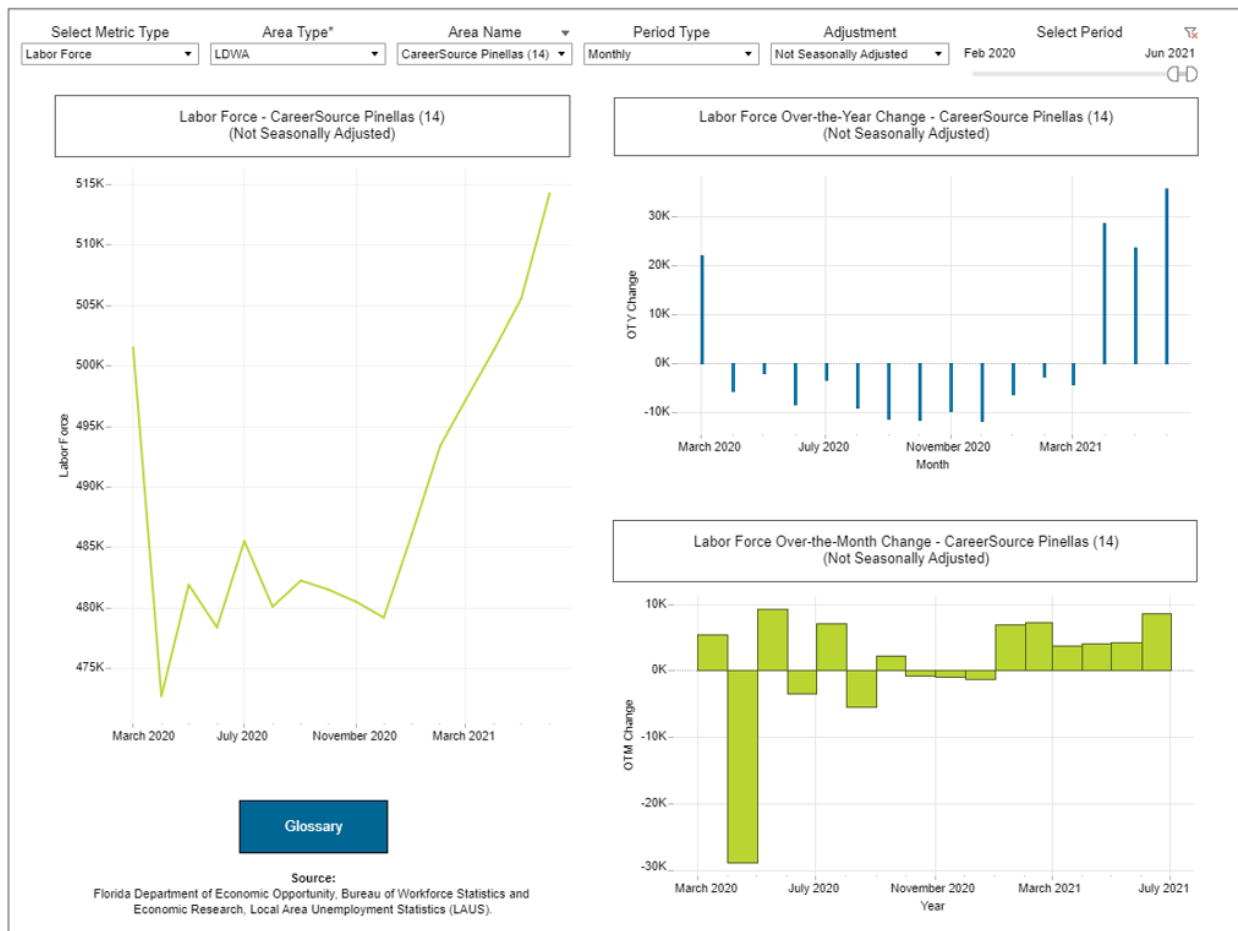 Select Metric Type
Labor Force
Area Type*
LDWA
Area Name
CareerSource Pinellas (14)
Period Type
Monthly
Adjustment
Not Seasonally Adjusted
Select Period
Feb 2020
Jun 2021
Labor Force - CareerSource Pinellas (14)
(Not Seasonally Adjusted)
515K
510K
505K
500K
495K
490K
485K
480K
475K
Labor Force
March 2020
July 2020
November 2020
March 2021
Glossary
Source:
Florida Department of Economic Opportunity, Bureau of Workforce Statistics and
Economic Research, Local Area Unemployment Statistics (LAUS).
Labor Force Over-the-Year Change - CareerSource Pinellas (14)
(Not Seasonally Adjusted)
30K
20K
10K
0K
-10K
OTY Change
March 2020
July 2020
November 2020
March 2021
Month
Labor Force Over-the-Month Change - CareerSource Pinellas (14)
(Not Seasonally Adjusted)
10K
0K
-10K
-20K
-30K
OTM Change
March 2020
July 2020
November 2020
March 2021
July 2021
Year